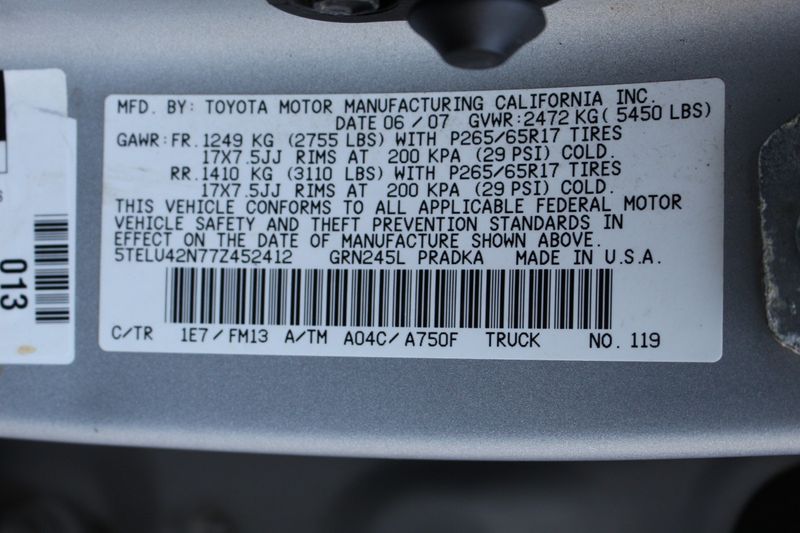 MFD. BY: TOYOTA MOTOR MANUFACTURING CALIFORNIA INC.
DATE 06 / 07 GVWR: 2472 KG ( 5450 LBS)
GAWR: FR. 1249 KG (2755 LBS) WITH P265/65R17 TIRES
17X7.5JJ RIMS AT 200 KPA (29 PSI) COLD.
RR. 1410 KG (3110 LBS) WITH P265/65R17 TIRES
17X7.5JJ RIMS AT 200 KPA (29 PSI) COLD.
THIS VEHICLE CONFORMS TO ALL APPLICABLE FEDERAL MOTOR
VEHICLE SAFETY AND THEFT PREVENTION STANDARDS IN
EFFECT ON THE DATE OF MANUFACTURE SHOWN ABOVE.
5TELU42N77Z452412 GRN245L PRADKA MADE IN U.S.A.
C/TR 1E7 / FM13 A/TM A04C / A750F TRUCK NO. 119
013